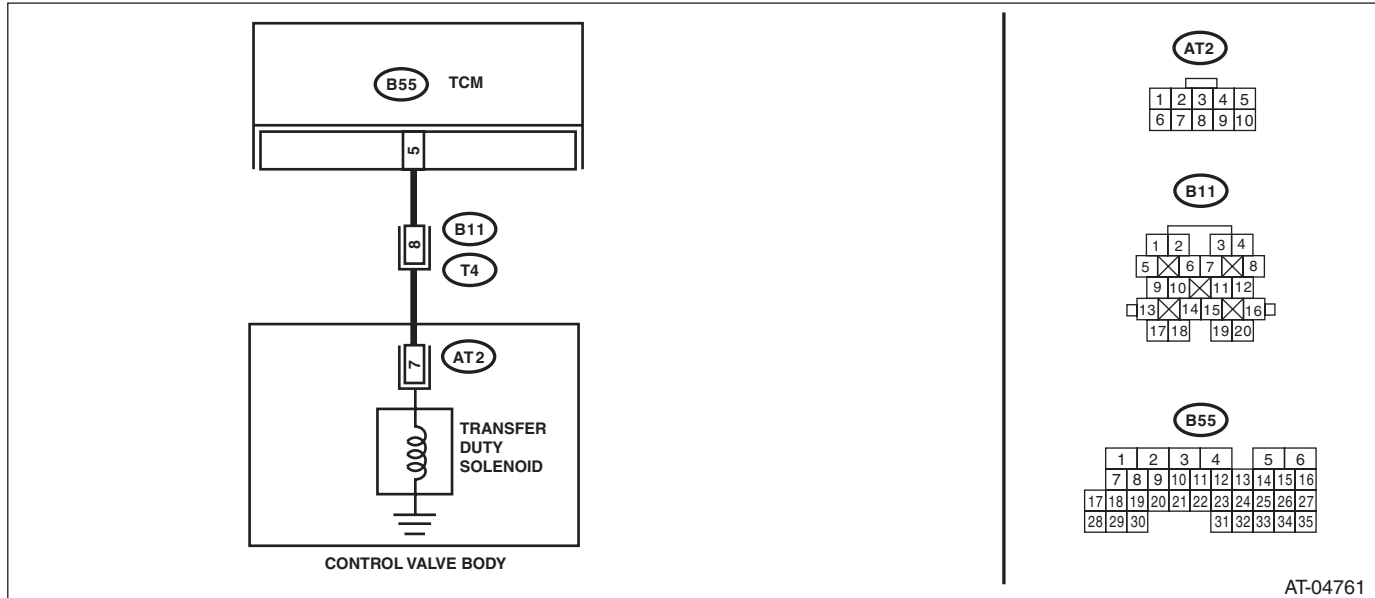 B55 TCM
5
8
B11
T4
7
AT2
TRANSFER
DUTY
SOLENOID
CONTROL VALVE BODY
AT2
1 2 3 4 5
6 7 8 9 10
B11
1 2 3 4
5 6 7 8
9 10 11 12
13 14 15 16
17 18 19 20
B55
1 2 3 4 5 6
7 8 9 10 11 12 13 14 15 16
17 18 19 20 21 22 23 24 25 26 27
28 29 30 31 32 33 34 35
AT-04761